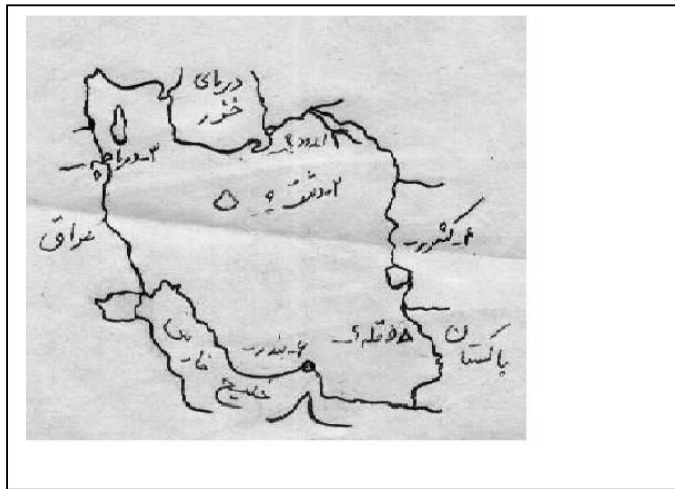 دریای
خزر
۱-رود؟
۳-دریاچه
؟
۲-دشت ؟
عراق
۴-کشور
۵-قله ی
پاکستان
۶-بندر
خلیج
فارس